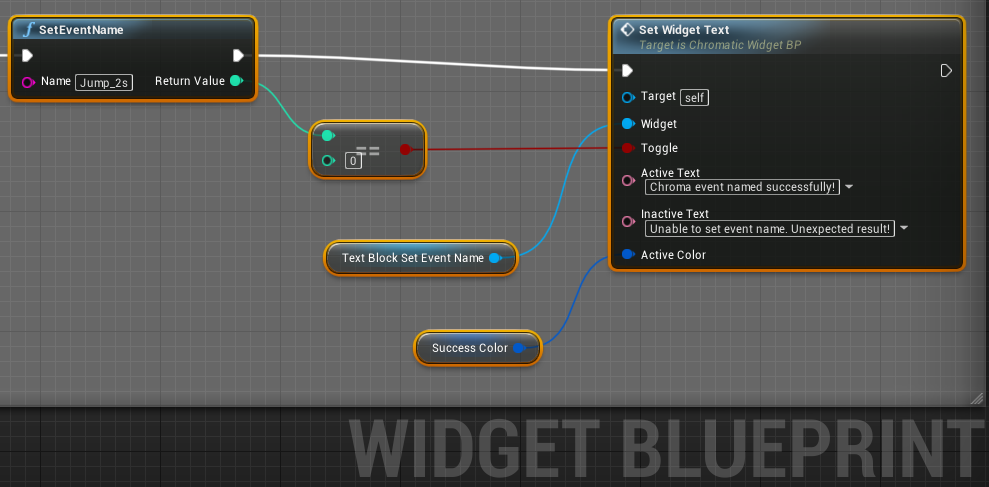 SetEventName
Name Jump_2s Return Value
0 ==
Text Block Set Event Name
Success Color
Set Widget Text
Target is Chromatic Widget BP
Target self
Widget
Toggle
Active Text
Chroma event named successfully!
Inactive Text
Unable to set event name. Unexpected result!
Active Color
WIDGET BLUEPRINT